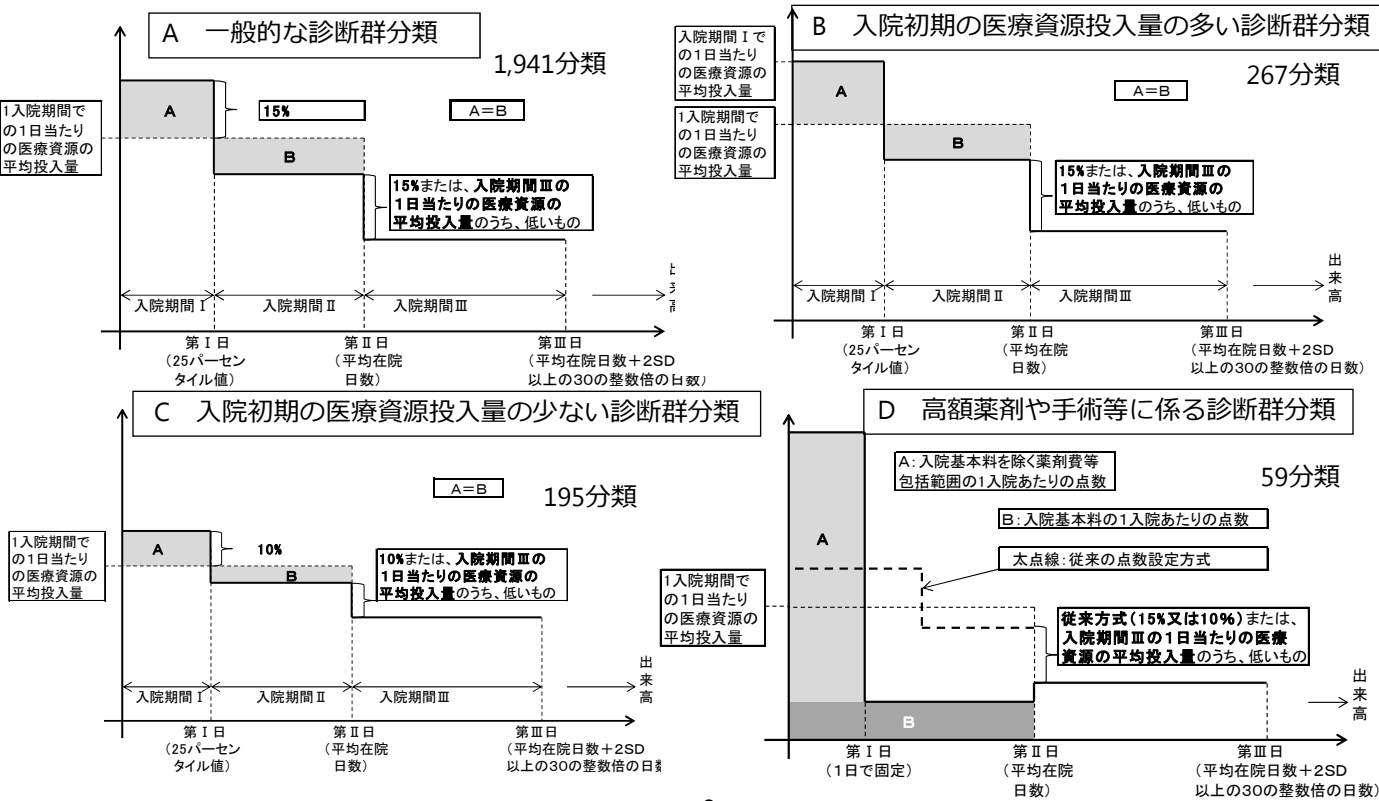 A 一般的な診断群分類
1,941分類
1入院期間で
の1日当たり
の医療資源の
平均投入量
A
15%
A=B
B
15%または、入院期間Ⅲの
1日当たりの医療資源の
平均投入量のうち、低いもの
入院期間Ⅰ
入院期間Ⅱ
入院期間Ⅲ
出来高
第Ⅰ日
(25パーセン
タイル値)
第Ⅱ日
(平均在院
日数)
第Ⅲ日
(平均在院日数+2SD
以上の30の整数倍の日数)
B 入院初期の医療資源投入量の多い診断群分類
267分類
入院期間Ⅰで
の1日当たり
の医療資源の
平均投入量
1入院期間で
の1日当たり
の医療資源の
平均投入量
A
A=B
B
15%または、入院期間Ⅲの
1日当たりの医療資源の
平均投入量のうち、低いもの
入院期間Ⅰ
入院期間Ⅱ
入院期間Ⅲ
出来高
第Ⅰ日
(25パーセン
タイル値)
第Ⅱ日
(平均在院
日数)
第Ⅲ日
(平均在院日数+2SD
以上の30の整数倍の日数)
C 入院初期の医療資源投入量の少ない診断群分類
195分類
A=B
1入院期間で
の1日当たり
の医療資源の
平均投入量
A
10%
B
10%または、入院期間Ⅲの
1日当たりの医療資源の
平均投入量のうち、低いもの
入院期間Ⅰ
入院期間Ⅱ
入院期間Ⅲ
出来高
第Ⅰ日
(25パーセン
タイル値)
第Ⅱ日
(平均在院
日数)
第Ⅲ日
(平均在院日数+2SD
以上の30の整数倍の日数
D 高額薬剤や手術等に係る診断群分類
59分類
A:入院基本料を除く薬剤費等
包括範囲の1入院あたりの点数
B:入院基本料の1入院あたりの点数
太点線:従来の点数設定方式
A
1入院期間で
の1日当たり
の医療資源の
平均投入量
従来方式(15%又は10%)または、
入院期間Ⅲの1日当たりの医療
資源の平均投入量のうち、低いもの
B
出来高
第Ⅰ日
(1日で固定)
第Ⅱ日
(平均在院
日数)
第Ⅲ日
(平均在院日数+2SD
以上の30の整数倍の日数)